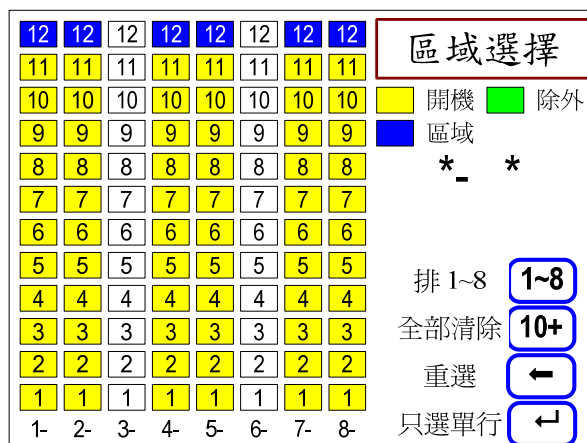 12 12 12 12 12 12 12 12
11 11 11 11 11 11 11 11
10 10 10 10 10 10 10 10
9 9 9 9 9 9 9 9
8 8 8 8 8 8 8 8
7 7 7 7 7 7 7 7
6 6 6 6 6 6 6 6
5 5 5 5 5 5 5 5
4 4 4 4 4 4 4 4
3 3 3 3 3 3 3 3
2 2 2 2 2 2 2 2
1 1 1 1 1 1 1 1
1- 2- 3- 4- 5- 6- 7- 8-
區域選擇
開機 除外
區域
*- *
排 1~8 1~8
全部清除 10+
重選 ←
只選單行 ↵